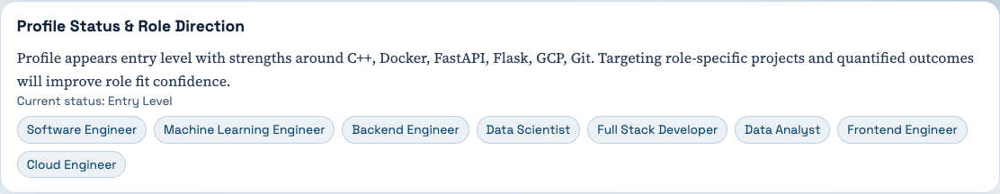 Profile Status & Role Direction
Profile appears entry level with strengths around C++, Docker, FastAPI, Flask, GCP, Git. Targeting role-specific projects and quantified outcomes
will improve role fit confidence.
Current status: Entry Level
Software Engineer Machine Learning Engineer Backend Engineer Data Scientist Full Stack Developer Data Analyst Frontend Engineer
Cloud Engineer